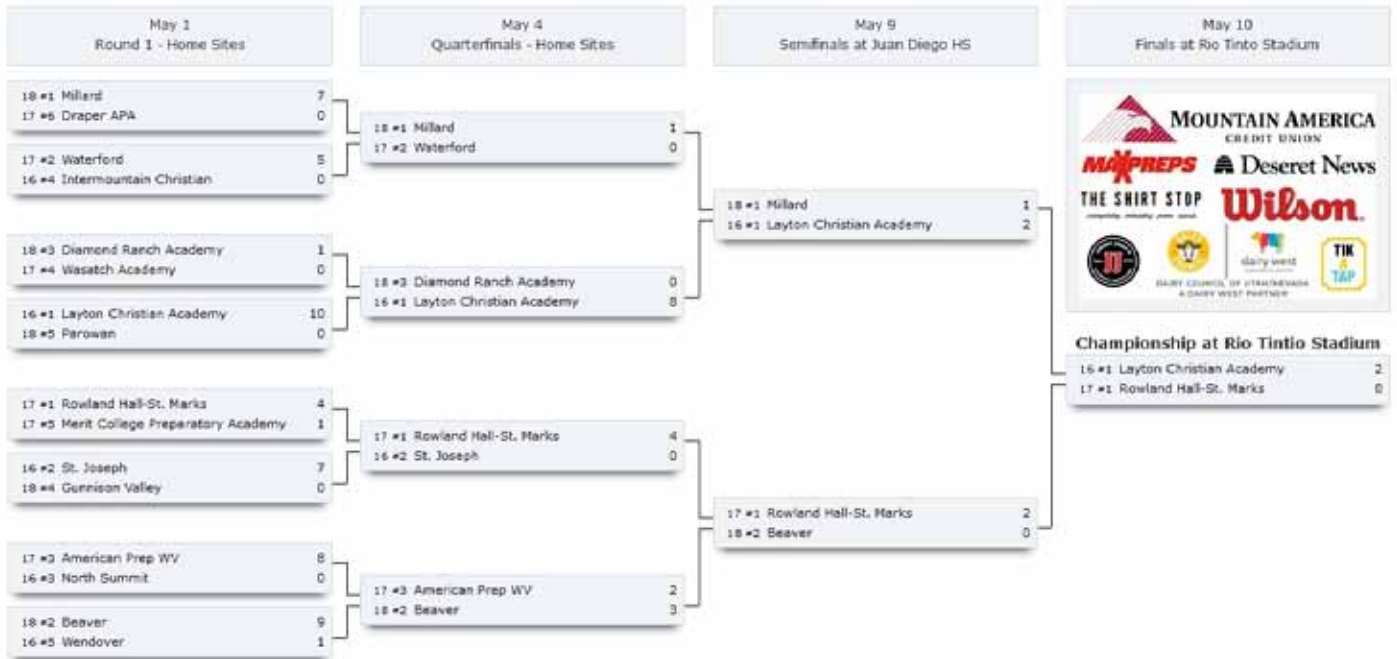 May 1
Round 1 - Home Sites
May 4
Quarterfinals - Home Sites
May 9
Semifinals at Juan Diego HS
May 10
Finals at Rio Tinto Stadium
18 #1 Millard 7
17 #6 Draper APA 0
17 #2 Waterford 5
16 #4 Intermountain Christian 0
18 #3 Diamond Ranch Academy 1
17 #4 Wasatch Academy 0
16 #1 Layton Christian Academy 10
18 #5 Parowan 0
17 #1 Rowland Hall-St. Marks 4
17 #5 Merit College Preparatory Academy 1
16 #2 St. Joseph 7
18 #4 Gunnison Valley 0
17 #3 American Prep WV 8
16 #3 North Summit 0
18 #2 Beaver 9
16 #5 Wendover 1
18 #1 Millard 1
17 #2 Waterford 0
18 #3 Diamond Ranch Academy 0
16 #1 Layton Christian Academy 8
17 #1 Rowland Hall-St. Marks 4
16 #2 St. Joseph 0
17 #3 American Prep WV 2
18 #2 Beaver 3
18 #1 Millard 1
16 #1 Layton Christian Academy 2
17 #1 Rowland Hall-St. Marks 2
18 #2 Beaver 0
MOUNTAIN AMERICA
CREDIT UNION
MAXPREPS
Deseret News
THE SHIRT STOP
Wilson.
dairy west
TIK
A
TAP
DAIRY COUNCIL OF UTAH/NEVADA
A DAIRY WEST PARTNER
Championship at Rio Tintio Stadium
16 #1 Layton Christian Academy 2
17 #1 Rowland Hall-St. Marks 0